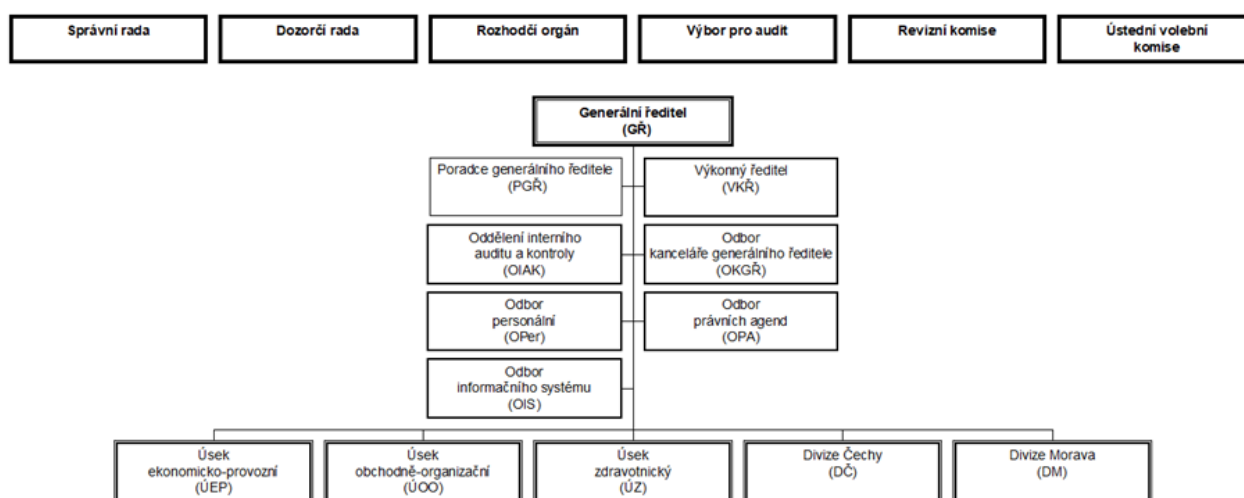 Správní rada
Dozorčí rada
Rozhodčí orgán
Výbor pro audit
Revizní komise
Ústední volební
komise
Generální ředitel
(GŘ)
Poradce generálního ředitele
(PGŘ)
Výkonný ředitel
(VKŘ)
Oddělení interního
auditu a kontroly
(OIAK)
Odbor
kanceláře generálního ředitele
(OKGŘ)
Odbor
personální
(OPer)
Odbor
právních agend
(OPA)
Odbor
informačního systému
(OIS)
Úsek
ekonomicko-provozní
(ÚEP)
Úsek
obchodně-organizační
(ÚOO)
Úsek
zdravotnický
(ÚZ)
Divize Čechy
(DČ)
Divize Morava
(DM)